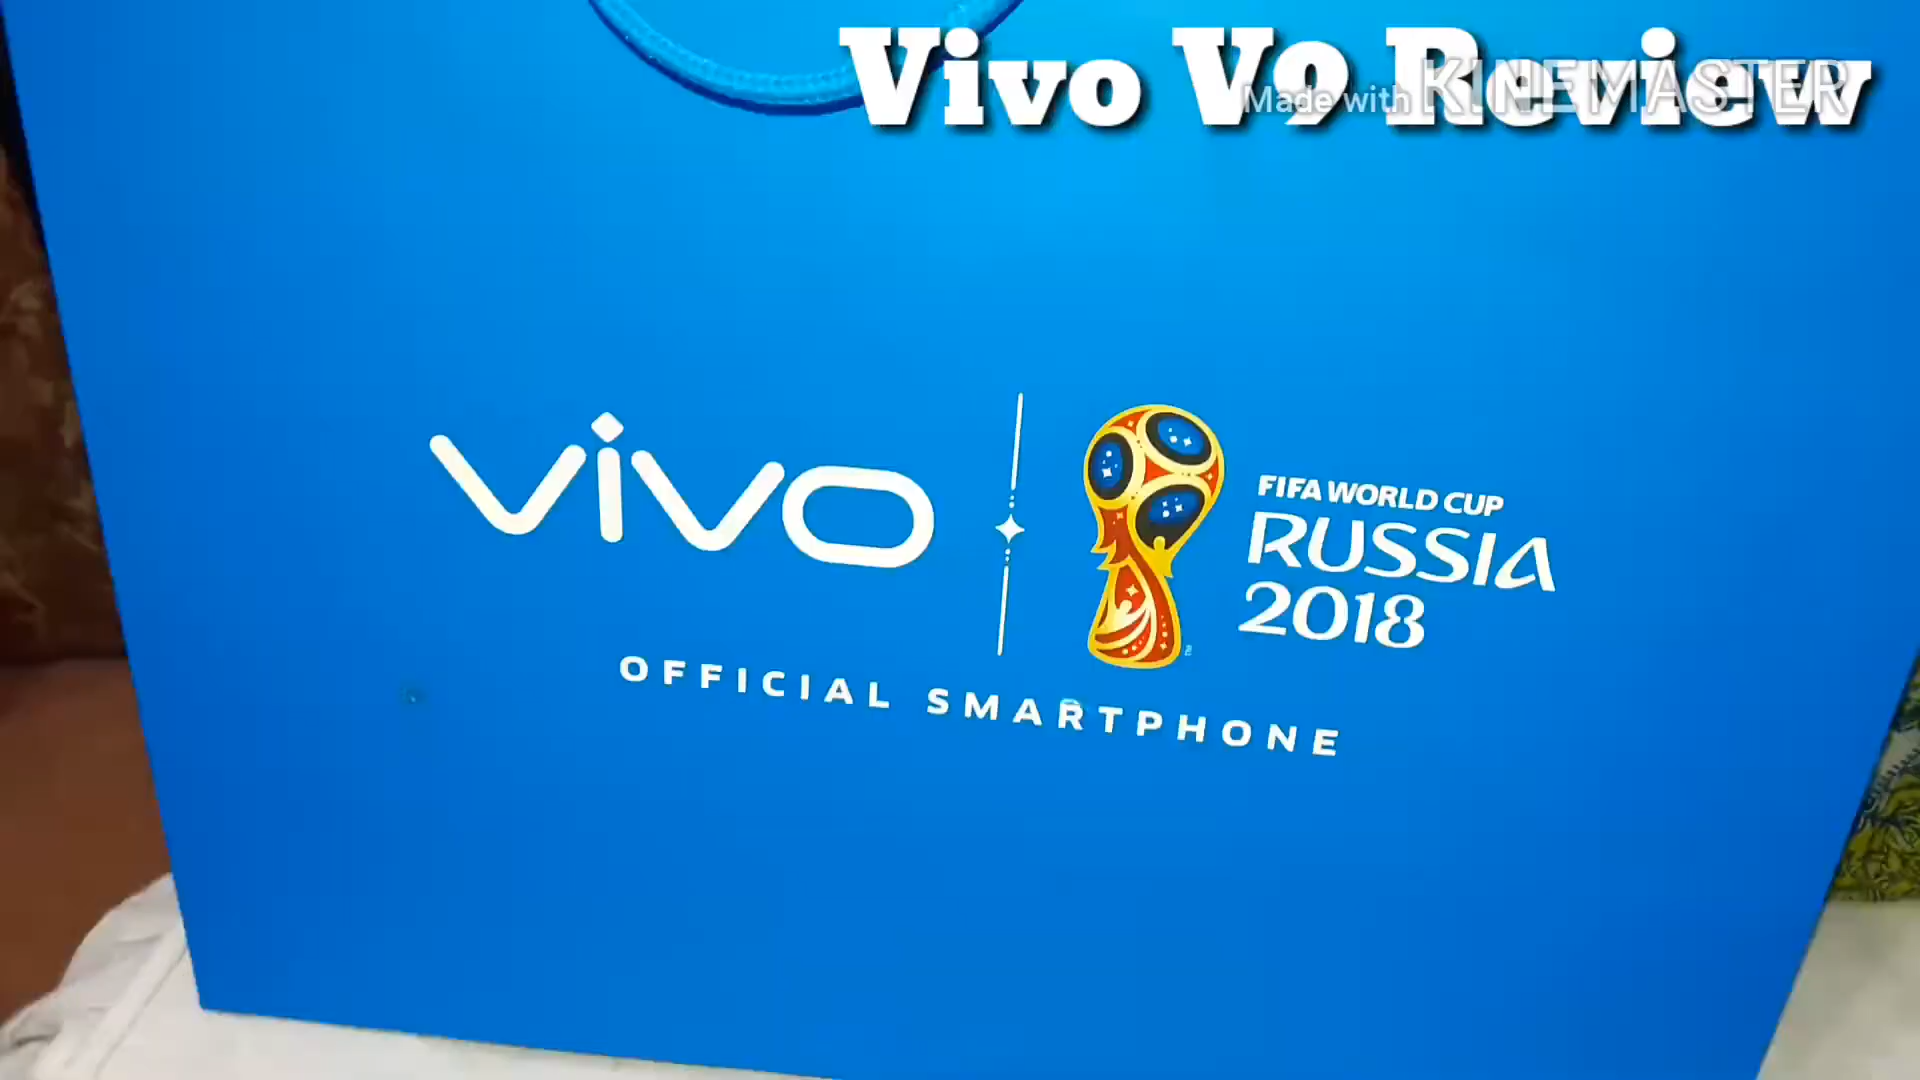 Vivo V9 Review
Made with KINEMASTER
vivo
FIFA WORLD CUP
RUSSIA
2018
OFFICIAL SMARTPHONE